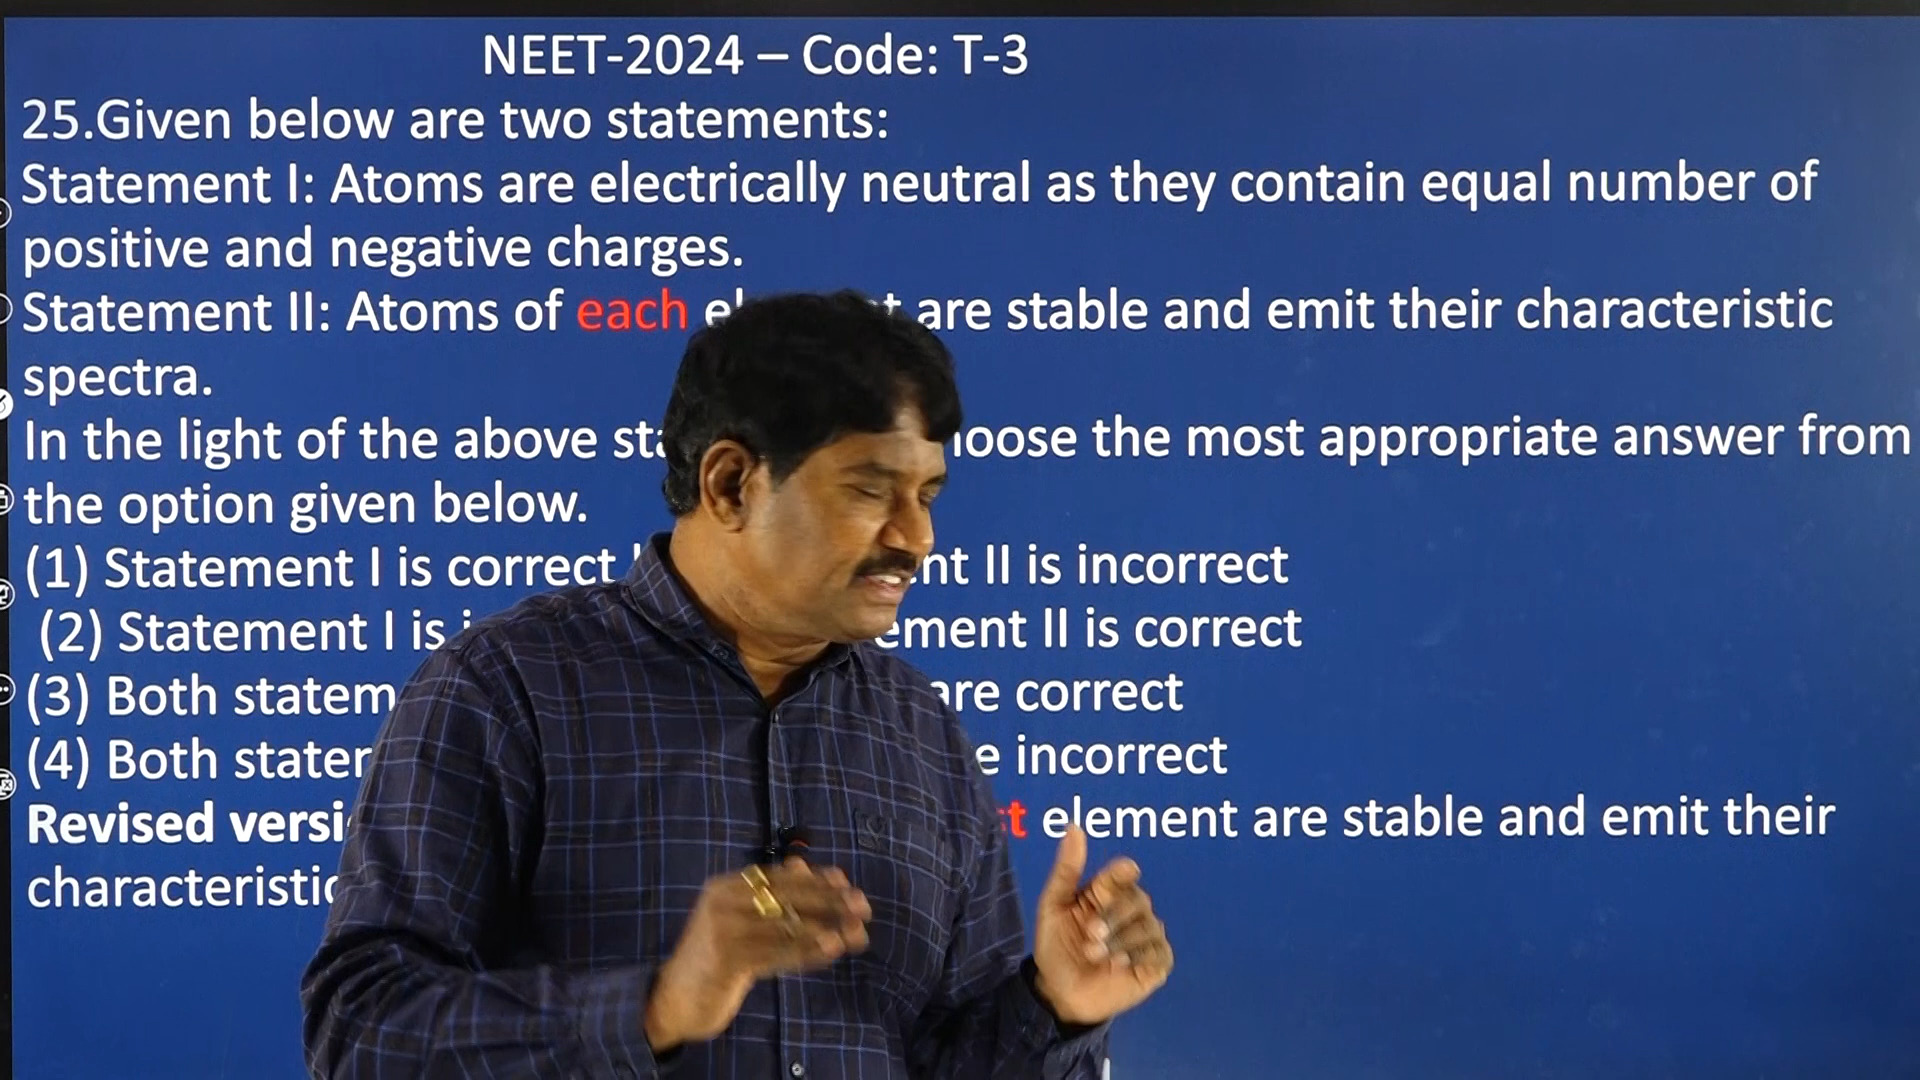 NEET-2024 – Code: T-3
25.Given below are two statements:
Statement I: Atoms are electrically neutral as they contain equal number of
positive and negative charges.
Statement II: Atoms of each are stable and emit their characteristic
spectra.
In the light of the above the most appropriate answer from
the option given below.
(1) Statement I is correct II is incorrect
(2) Statement I is II is correct
(3) Both are correct
(4) Both incorrect
Revised element are stable and emit their